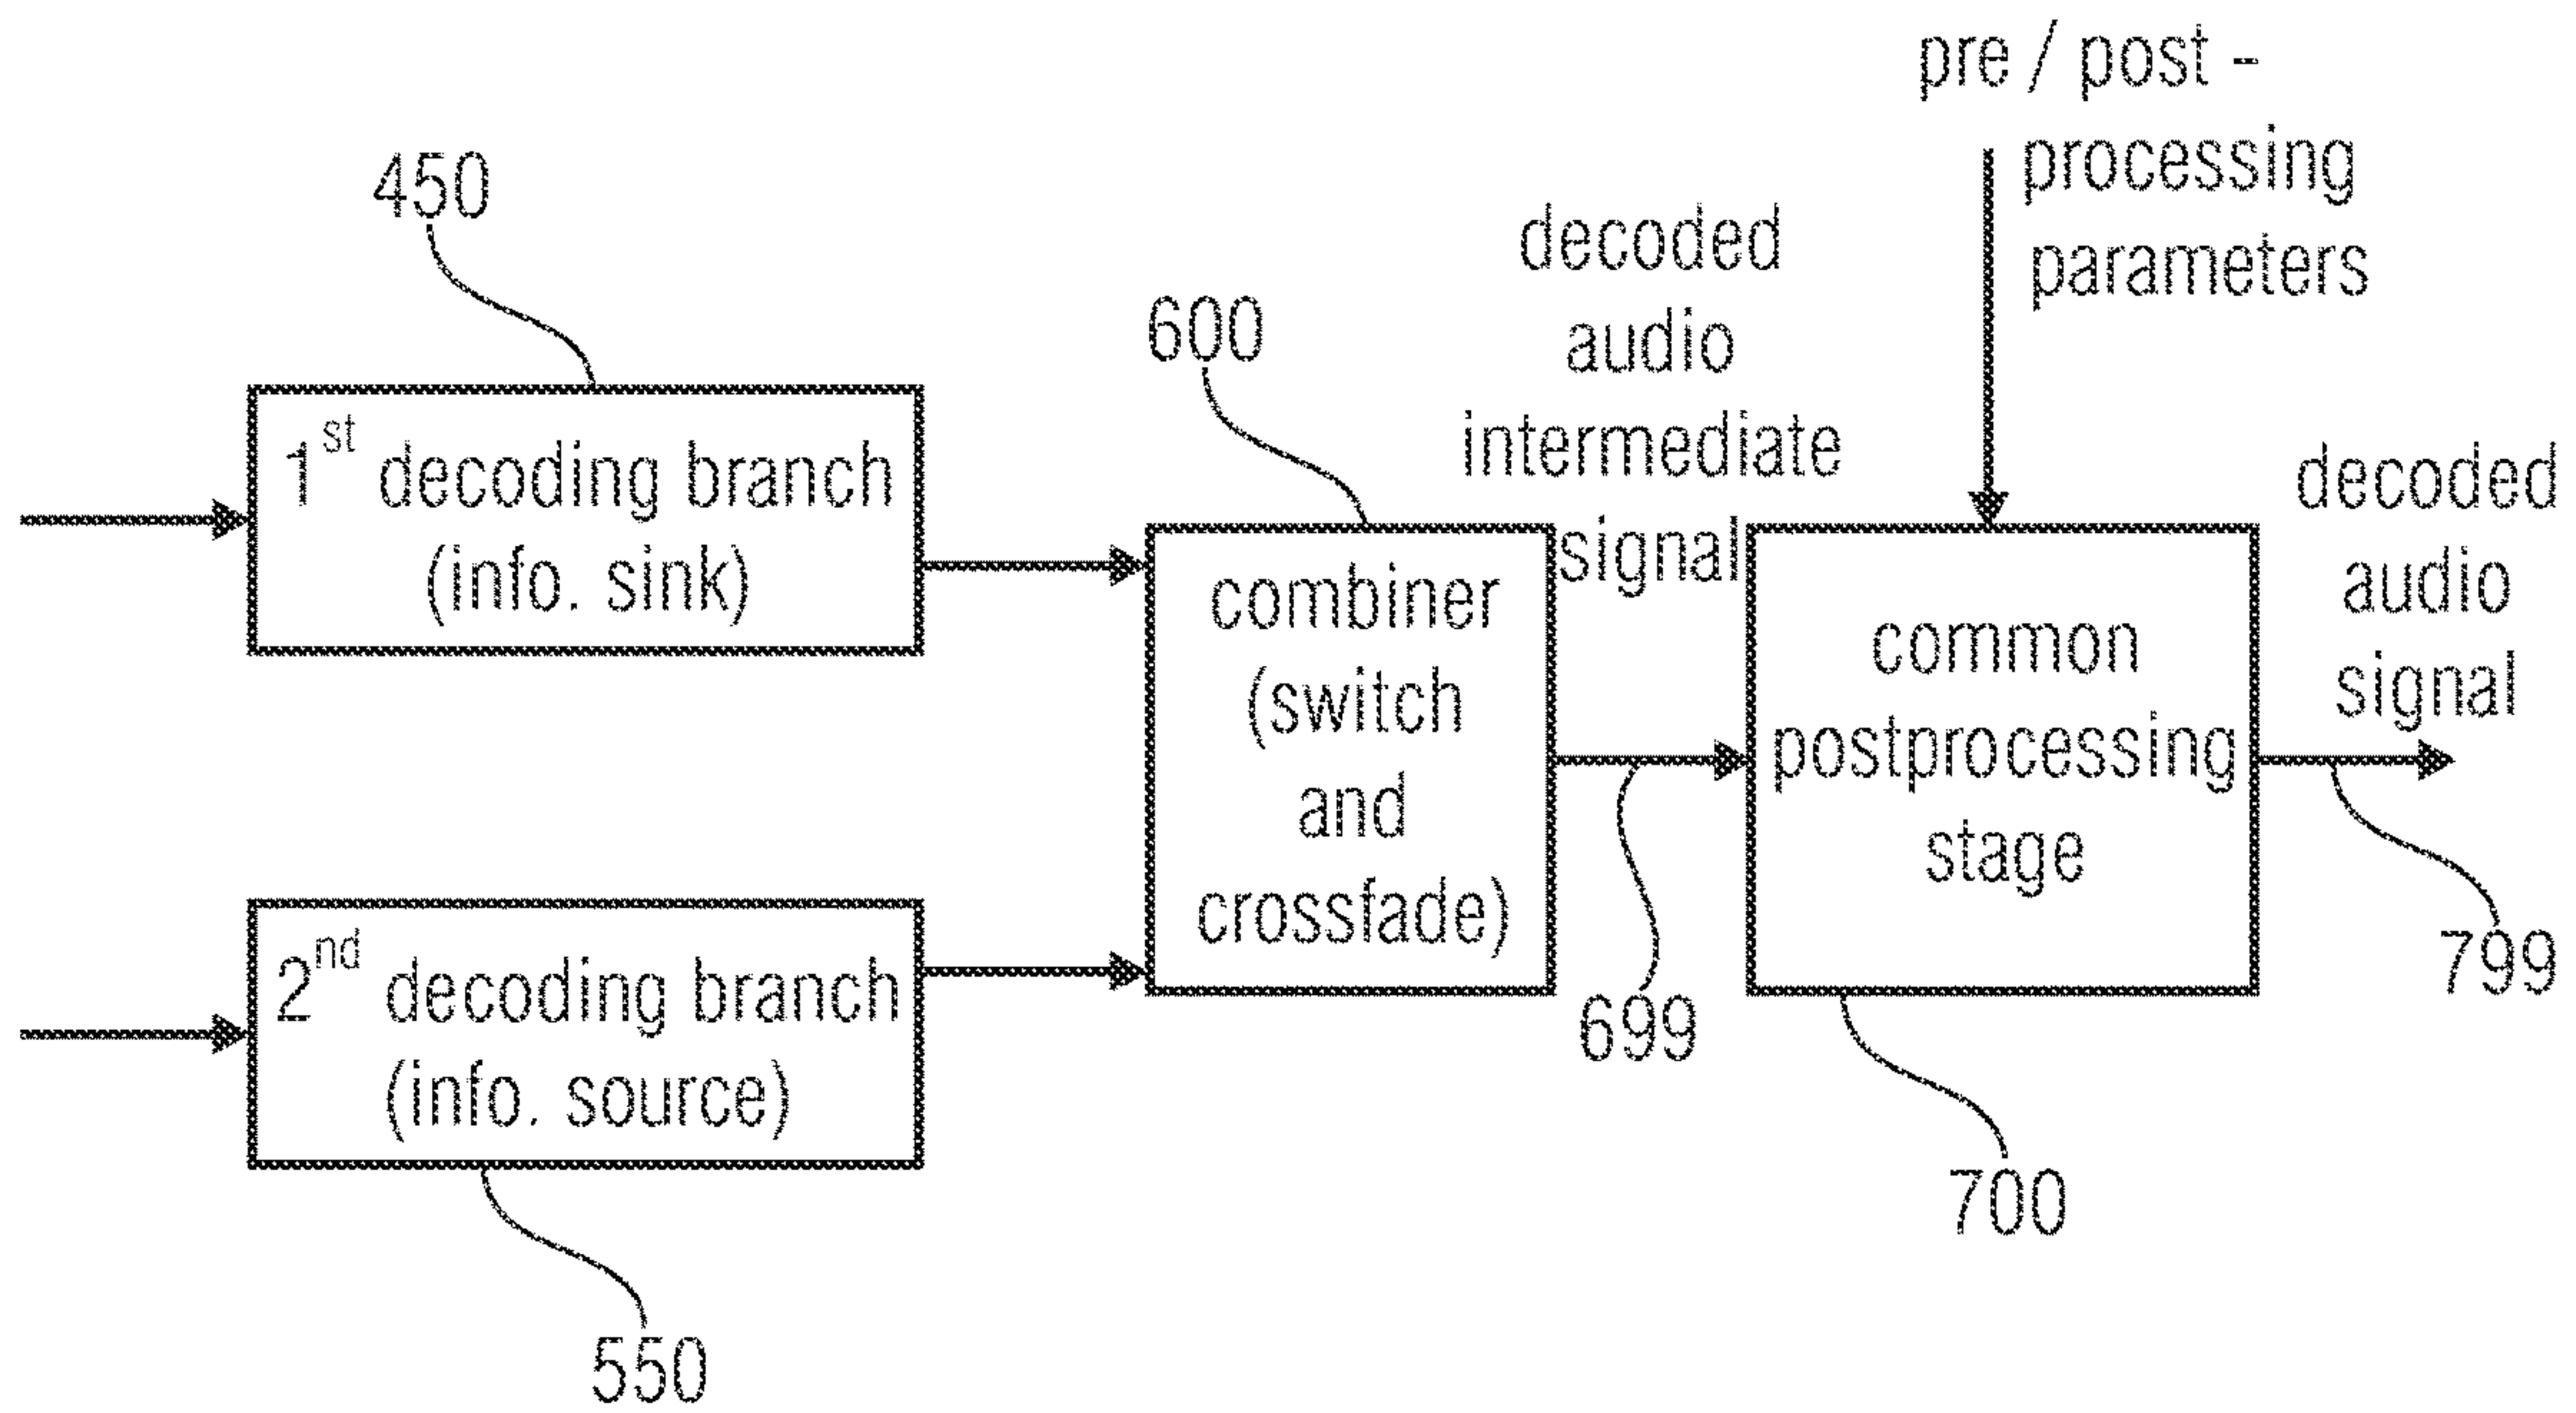 pre / post -
processing
parameters
450
decoded
audio
intermediate
signal
600
decoded
audio
signal
1st decoding branch
(info. sink)
combiner
(switch
and
crossfade)
common
postprocessing
stage
2nd decoding branch
(info. source)
699
799
700
550